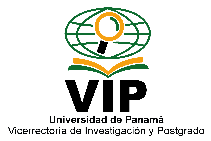 VIP
Universidad de Panamá
Vicerrectoría de Investigación y Postgrado